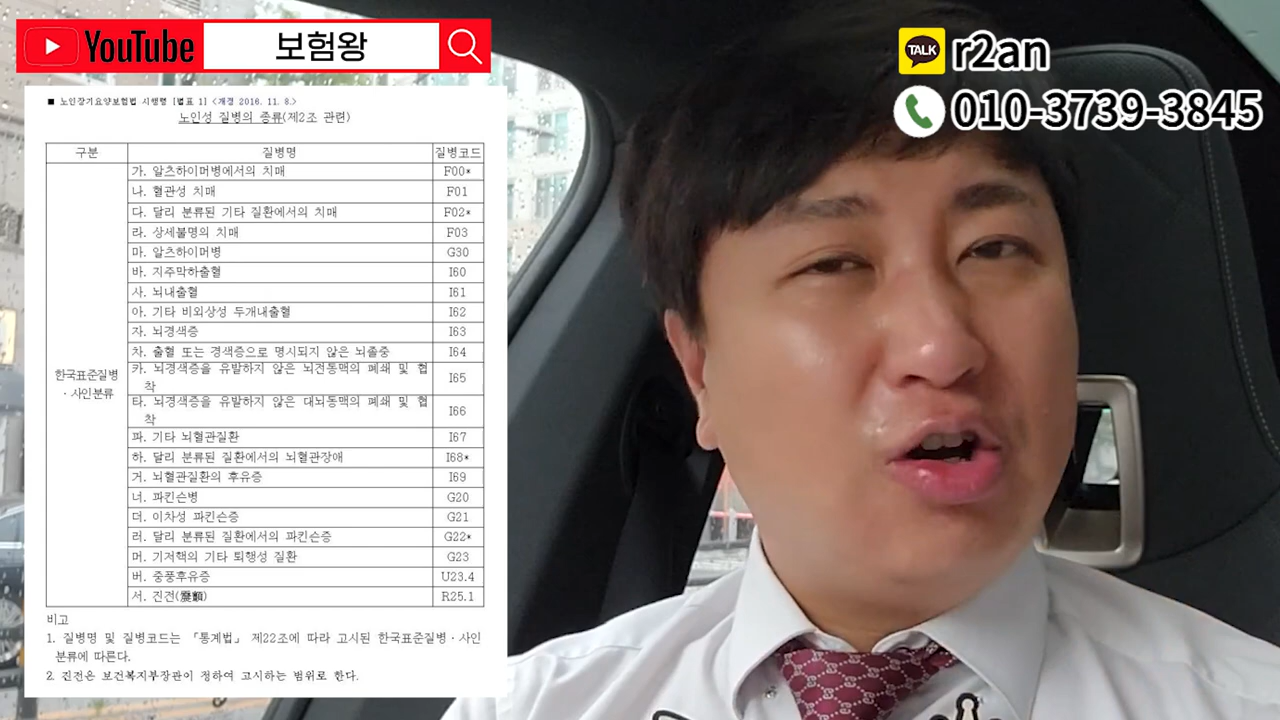 YouTube 보험왕
TALK r2an
010-3739-3845
■ 노인장기요양보험법 시행령 [별표 1] <개정 2016. 11. 8.>
노인성 질병의 종류(제2조 관련)
구분 질병명 질병코드
한국표준질병
· 사인분류
가. 알츠하이머병에서의 치매 F00*
나. 혈관성 치매 F01
다. 달리 분류된 기타 질환에서의 치매 F02*
라. 상세불명의 치매 F03
마. 알츠하이머병 G30
바. 지주막하출혈 I60
사. 뇌내출혈 I61
아. 기타 비외상성 두개내출혈 I62
자. 뇌경색증 I63
차. 출혈 또는 경색증으로 명시되지 않은 뇌졸중 I64
카. 뇌경색증을 유발하지 않은 뇌전동맥의 폐쇄 및 협
착 I65
타. 뇌경색증을 유발하지 않은 대뇌동맥의 폐쇄 및 협
착 I66
파. 기타 뇌혈관질환 I67
하. 달리 분류된 질환에서의 뇌혈관장애 I68*
거. 뇌혈관질환의 후유증 I69
너. 파킨슨병 G20
더. 이차성 파킨슨증 G21
러. 달리 분류된 질환에서의 파킨슨증 G22*
머. 기저핵의 기타 퇴행성 질환 G23
버. 중풍후유증 U23.4
서. 진전(震顫) R25.1
비고
1. 질병명 및 질병코드는 「통계법」 제22조에 따라 고시된 한국표준질병 · 사인
분류에 따른다.
2. 진전은 보건복지부장관이 정하여 고시하는 범위로 한다.